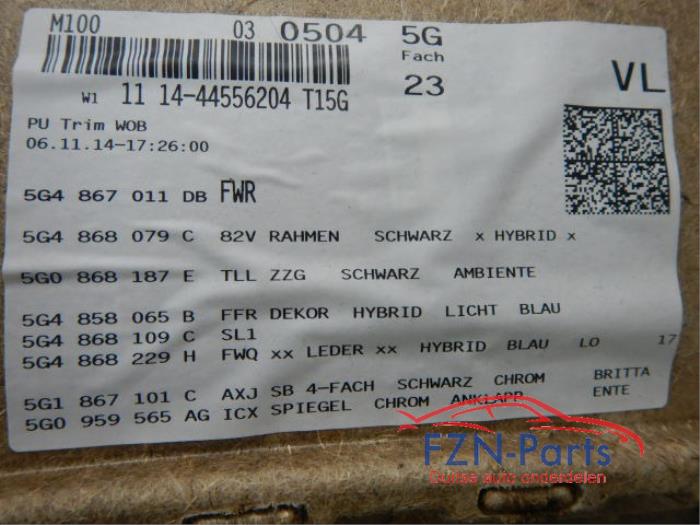 M100 03 0504 5G
Fach
W1 11 14-44556204 T15G 23 VL
PU Trim WOB
06.11.14-17:26:00
5G4 867 011 DB FWR
5G4 868 079 C 82V RAHMEN SCHWARZ x HYBRID x
5G0 868 187 E TLL ZZG SCHWARZ AMBIENTE
5G4 858 065 B FFR DEKOR HYBRID LICHT BLAU
5G4 868 109 C SL1
5G4 868 229 H FWQ xx LEDER xx HYBRID BLAU LO 17
5G1 867 101 C AXJ SB 4-FACH SCHWARZ CHROM BRITTA
5G0 959 565 AG ICX SPIEGEL CHROM ANKLAPP ENTE
FZN-Parts
Duitse auto onderdelen